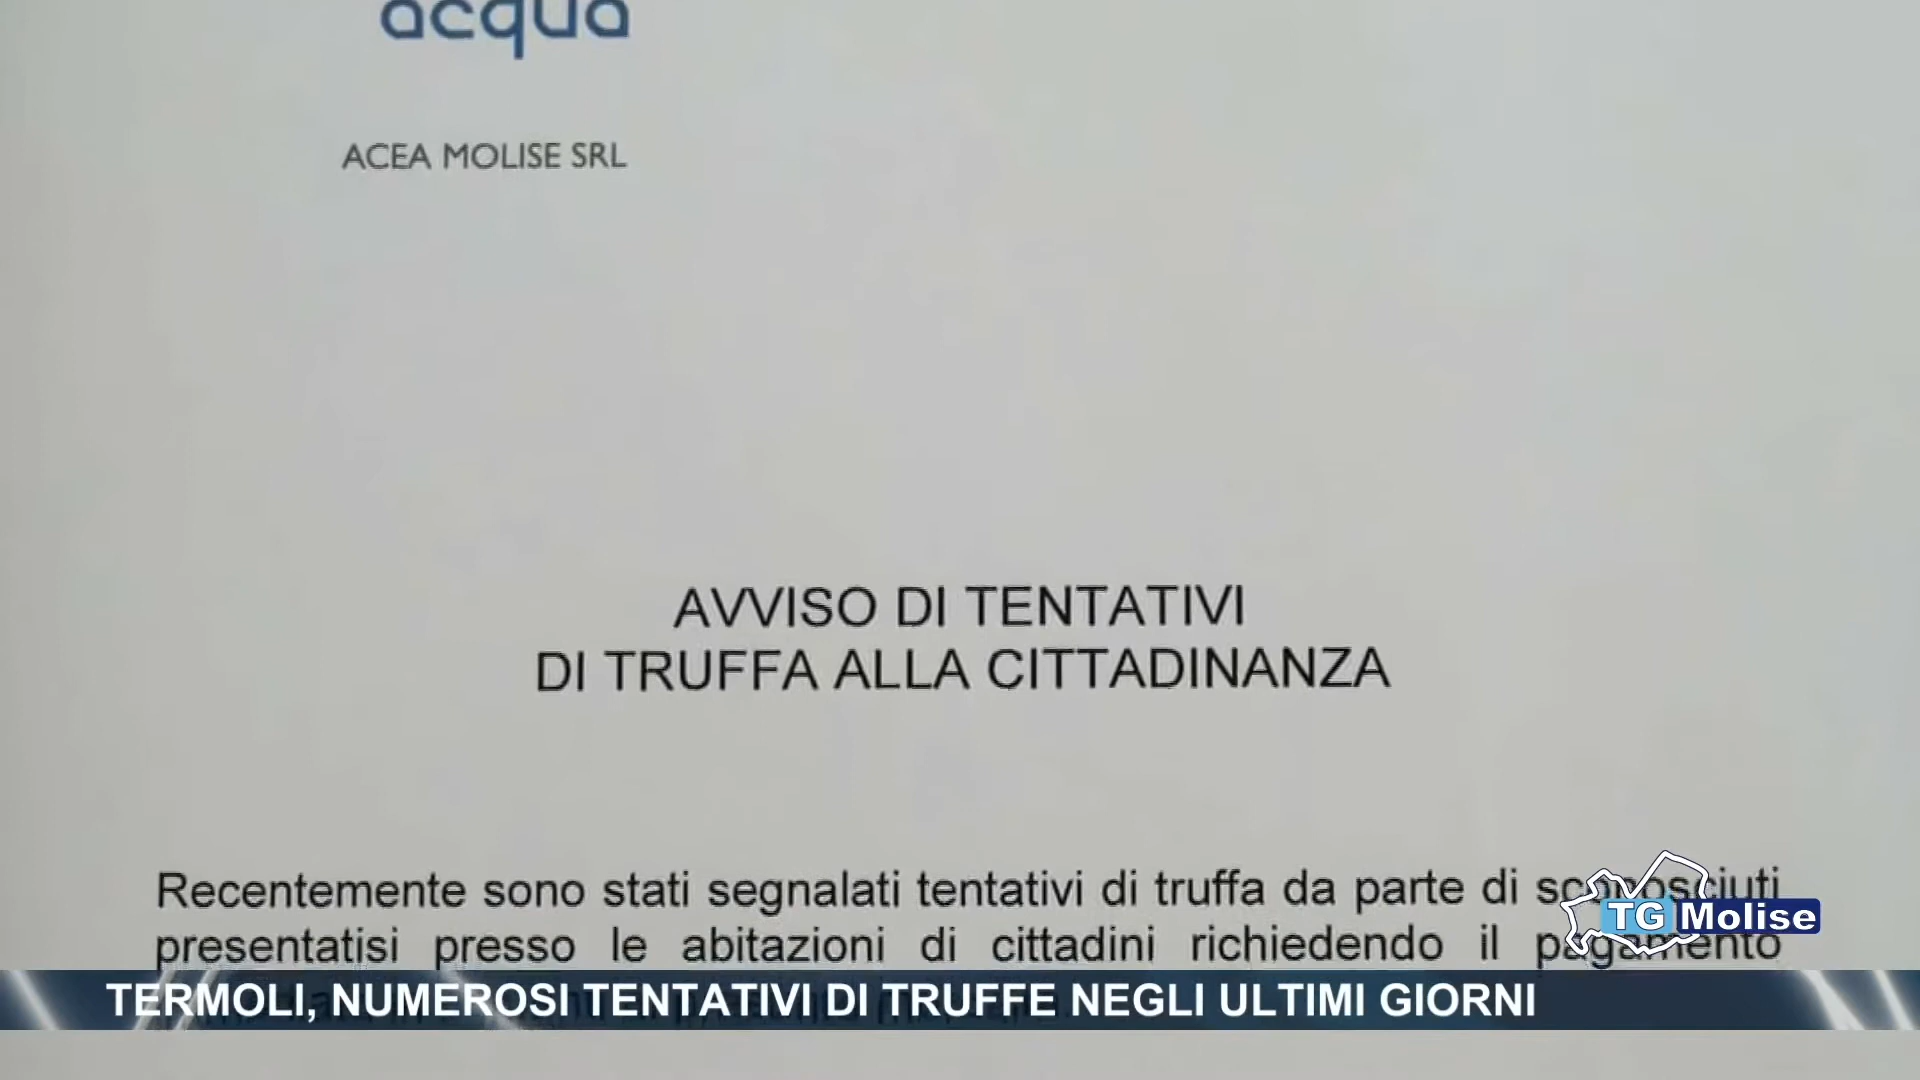 acqua
ACEA MOLISE SRL
AVVISO DI TENTATIVI
DI TRUFFA ALLA CITTADINANZA
Recentemente sono stati segnalati tentativi di truffa da parte di sconosciuti
presentatisi presso le abitazioni di cittadini richiedendo il pagamento
TG Molise
TERMOLI, NUMEROSI TENTATIVI DI TRUFFE NEGLI ULTIMI GIORNI